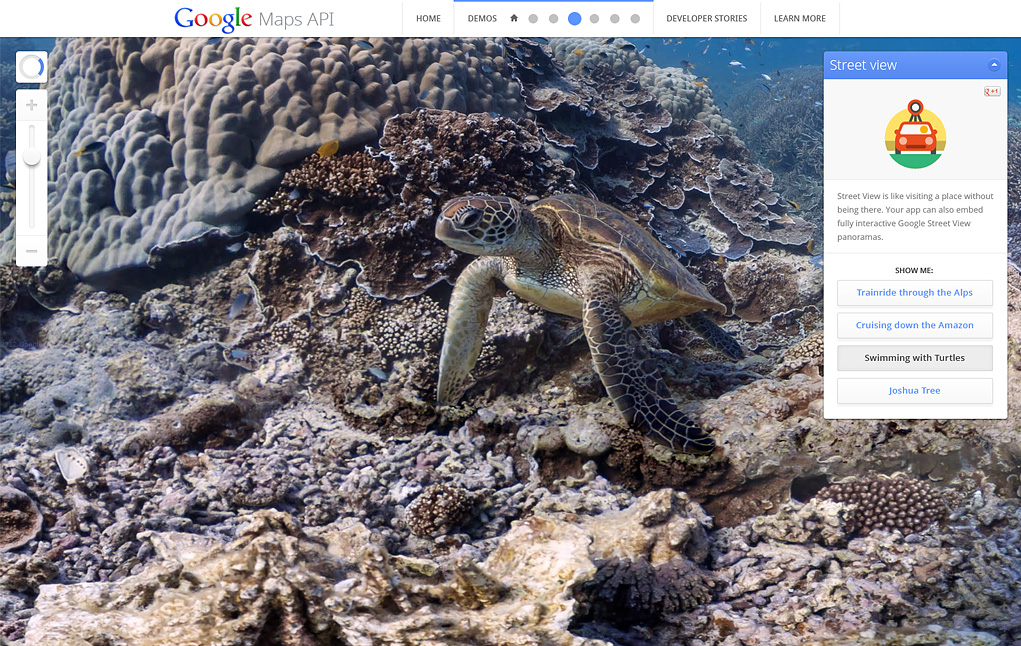 Google Maps API
HOME
DEMOS
DEVELOPER STORIES
LEARN MORE
Street view
+1
Street View is like visiting a place without
being there. Your app can also embed
fully interactive Google Street View
panoramas.
SHOW ME:
Trainride through the Alps
Cruising down the Amazon
Swimming with Turtles
Joshua Tree